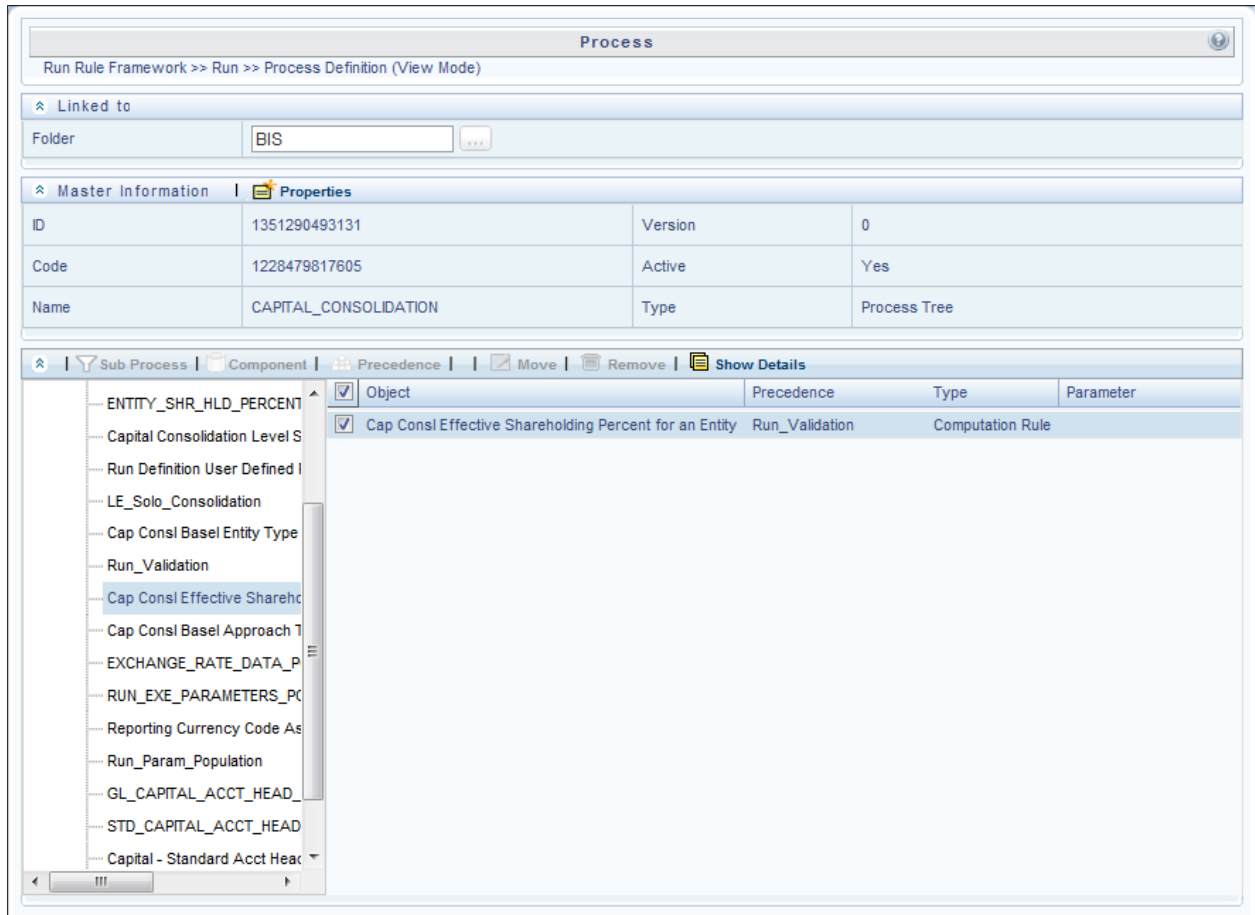 Process
Run Rule Framework >> Run >> Process Definition (View Mode)
Linked to
Folder BIS ...
Master Information | Properties
ID 1351290493131 Version 0
Code 1228479817605 Active Yes
Name CAPITAL_CONSOLIDATION Type Process Tree
| Sub Process | Component | Precedence | | Move | Remove | Show Details
Object Precedence Type Parameter
Cap Consl Effective Shareholding Percent for an Entity Run_Validation Computation Rule
ENTITY_SHR_HLD_PERCENT
Capital Consolidation Level S
Run Definition User Defined
LE_Solo_Consolidation
Cap Consl Basel Entity Type
Run_Validation
Cap Consl Effective Shareho
Cap Consl Basel Approach T
EXCHANGE_RATE_DATA_P
RUN_EXE_PARAMETERS_PO
Reporting Currency Code As
Run_Param_Population
GL_CAPITAL_ACCT_HEAD_
STD_CAPITAL_ACCT_HEAD
Capital - Standard Acct Head